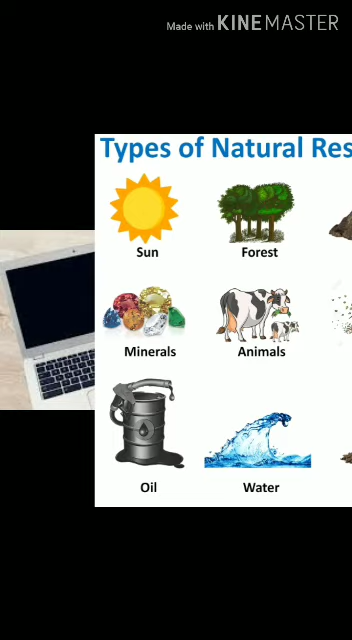 Made with KINEMASTER
Types of Natural Res
Sun
Forest
Minerals
Animals
Oil
Water